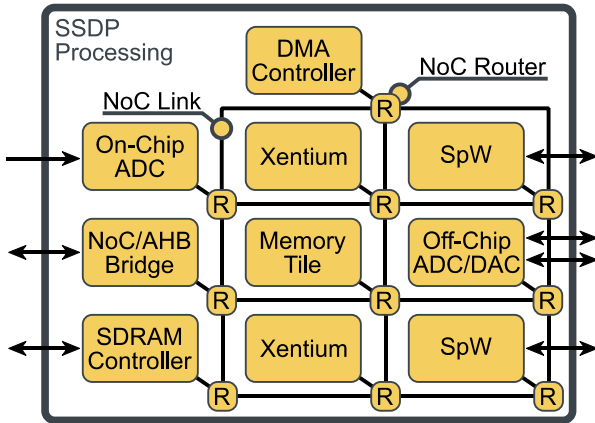 SSDP
Processing
DMA
Controller
NoC Router
NoC Link
R
On-Chip
ADC
Xentium
SpW
R
R
R
NoC/AHB
Bridge
Memory
Tile
Off-Chip
ADC/DAC
R
R
R
SDRAM
Controller
Xentium
SpW
R
R
R